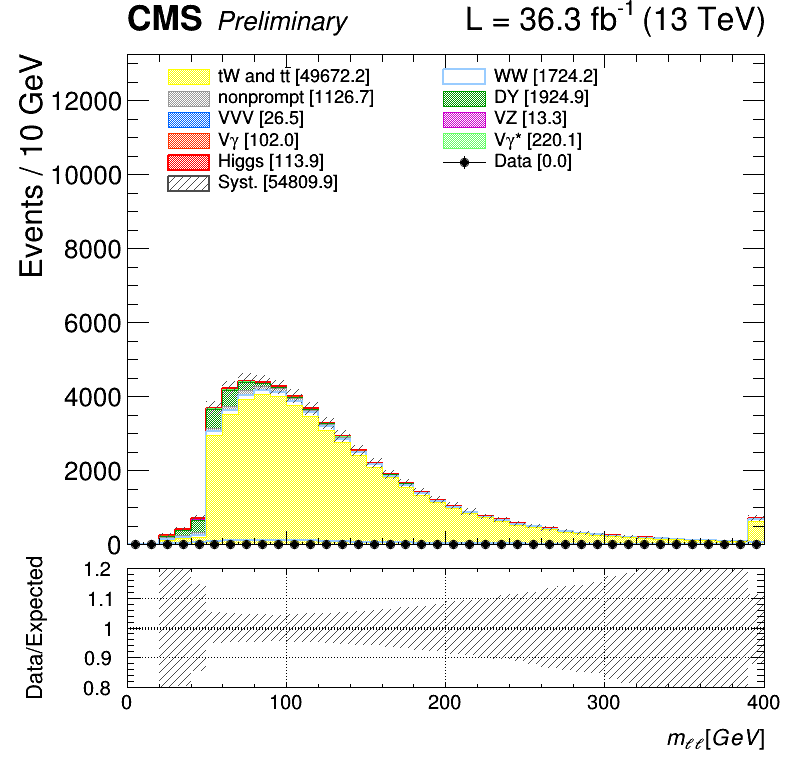 CMS Preliminary L = 36.3 fb⁻¹ (13 TeV)
Events / 10 GeV
12000
10000
8000
6000
4000
2000
0
tW and tt̄ [49672.2]
nonprompt [1126.7]
VVV [26.5]
Vγ [102.0]
Higgs [113.9]
Syst. [54809.9]
WW [1724.2]
DY [1924.9]
VZ [13.3]
Vγ* [220.1]
Data [0.0]
Data/Expected
1.2
1.1
1
0.9
0.8
0 100 200 300 400
mℓℓ[GeV]